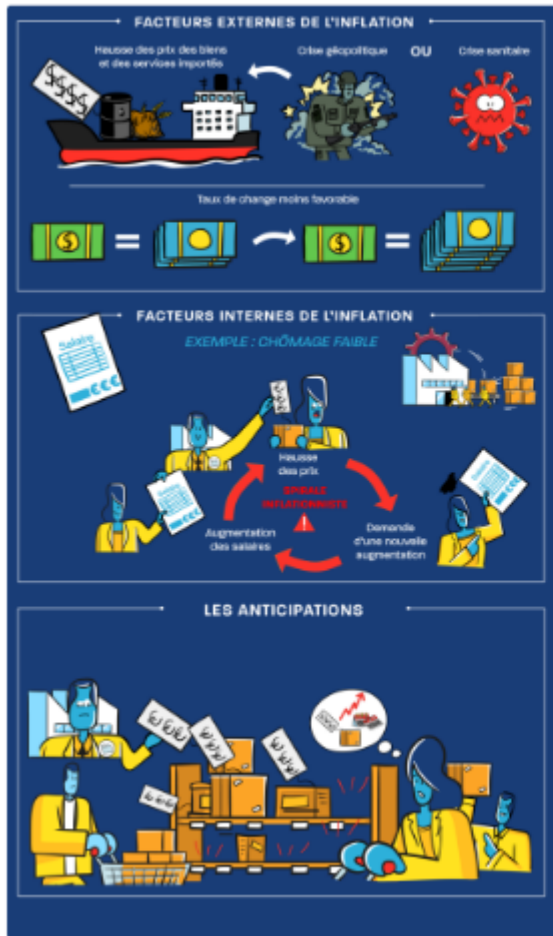 FACTEURS EXTERNES DE L'INFLATION
Hausse des prix des biens
et des services importés
Crise géopolitique
OU
Crise sanitaire
$$$$
Taux de change moins favorable
$
$
FACTEURS INTERNES DE L'INFLATION
EXEMPLE : CHÔMAGE FAIBLE
Salaire
€€€
Hausse
des prix
Salaire
Salaire
SPIRALE
INFLATIONNISTE
Augmentation
des salaires
Demande
d'une nouvelle
augmentation
LES ANTICIPATIONS